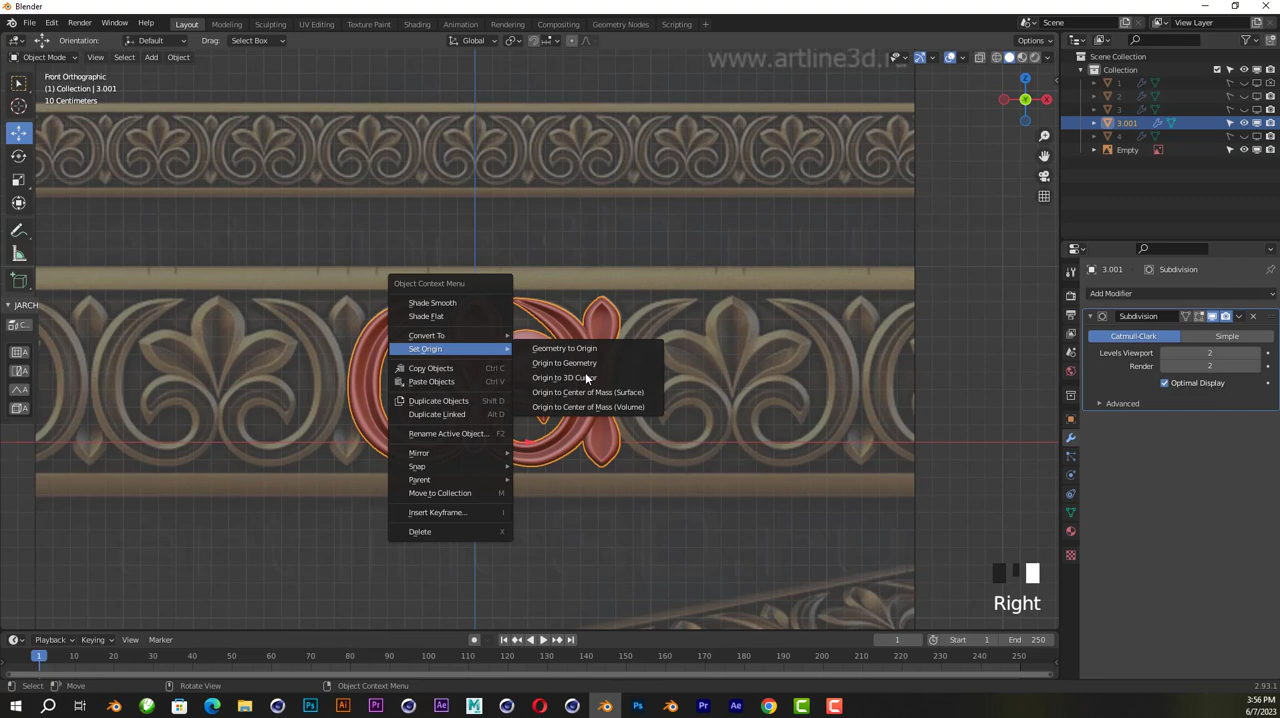 Blender
File Edit Render Window Help Layout Modeling Sculpting UV Editing Texture Paint Shading Animation Rendering Compositing Geometry Nodes Scripting + Scene View Layer
Orientation: Default Drag: Select Box Global Options
Object Mode View Select Add Object
www.artline3d.ru
Front Orthographic
(1) Collection | 3.001
10 Centimeters
Z
X
Y
JARCH
C...
Object Context Menu
Shade Smooth
Shade Flat
Convert To
Set Origin
Copy Objects Ctrl C
Paste Objects Ctrl V
Duplicate Objects Shift D
Duplicate Linked Alt D
Rename Active Object... F2
Mirror
Snap
Parent
Move to Collection M
Insert Keyframe... I
Delete X
Geometry to Origin
Origin to Geometry
Origin to 3D Cursor
Origin to Center of Mass (Surface)
Origin to Center of Mass (Volume)
Right
Scene Collection
Collection
1
2
3
3.001
4
Empty
3.001 Subdivision
Add Modifier
Subdivision
Catmull-Clark Simple
Levels Viewport 2
Render 2
Optimal Display
Advanced
Playback Keying View Marker 1 Start 1 End 250
1 10 20 30 40 50 60 70 80 90 100 110 120 130 140 150 160 170 180 190 200 210 220 230 240 250
Select Move Rotate View Object Context Menu 2.93.1
3:56 PM
6/7/2023